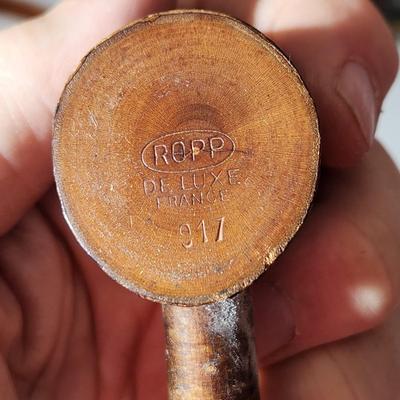 ROPP
DE LUXE
FRANCE
917